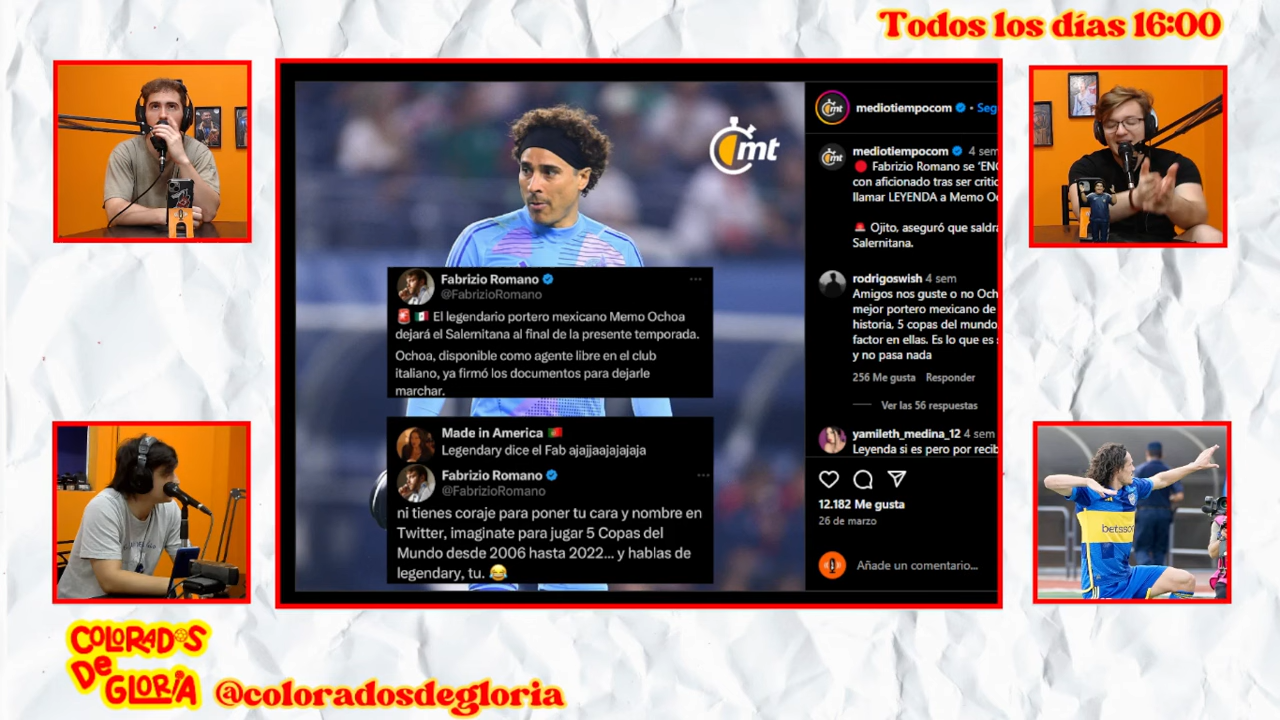 Todos los días 16:00
mt
mediotiempocom • Seg
mediotiempocom 4 sem
Fabrizio Romano se 'ENC
con aficionado tras ser critic
llamar LEYENDA a Memo Oc
Ojito, aseguró que saldrá
Salernitana.
rodrigoswish 4 sem
Amigos nos guste o no Och
mejor portero mexicano de
historia, 5 copas del mundo
factor en ellas. Es lo que es
y no pasa nada
256 Me gusta Responder
Ver las 56 respuestas
yamileth_medina_12 4 sem
Leyenda si es pero por recib
12.182 Me gusta
26 de marzo
Añade un comentario...
Fabrizio Romano
@FabrizioRomano
El legendario portero mexicano Memo Ochoa
dejará el Salernitana al final de la presente temporada.
Ochoa, disponible como agente libre en el club
italiano, ya firmó los documentos para dejarle
marchar.
Made in America
Legendary dice el Fab ajajjaajajajaja
Fabrizio Romano
@FabrizioRomano
ni tienes coraje para poner tu cara y nombre en
Twitter, imaginate para jugar 5 Copas del
Mundo desde 2006 hasta 2022... y hablas de
legendary, tu.
betsson
COLORADOS
De
GLORIA
@coloradosdegloria